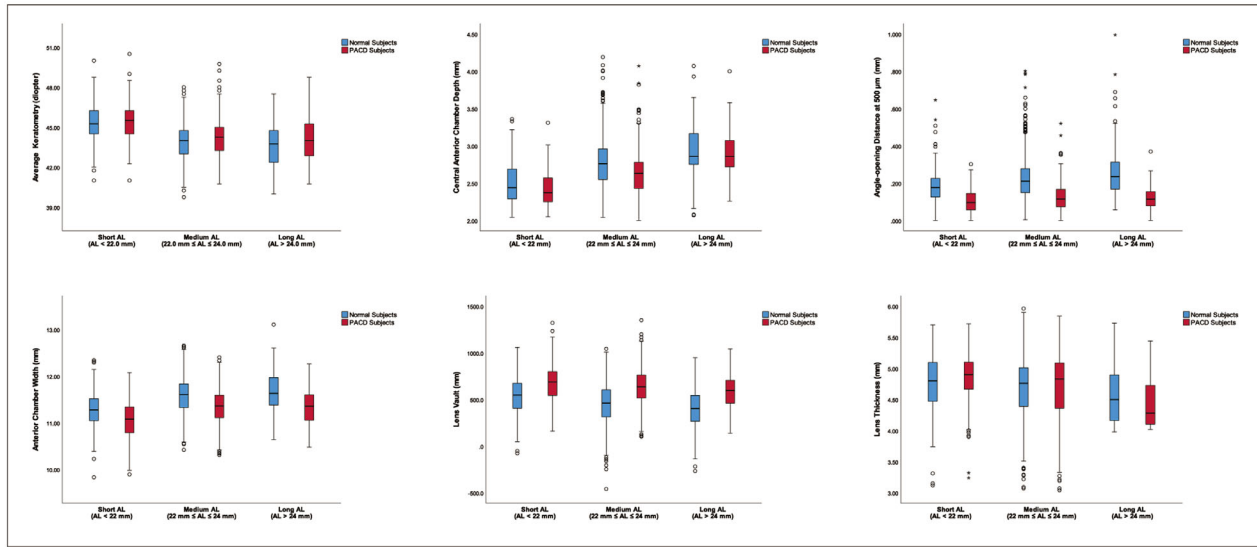 Normal Subjects
PACD Subjects
Average Keratometry (diopter)
51.00
48.00
45.00
42.00
39.00
Short AL
(AL < 22.0 mm)
Medium AL
(22.0 mm ≤ AL ≤ 24.0 mm)
Long AL
(AL > 24.0 mm)
Normal Subjects
PACD Subjects
Central Anterior Chamber Depth (mm)
4.50
4.00
3.50
3.00
2.50
2.00
Short AL
(AL < 22 mm)
Medium AL
(22 mm ≤ AL ≤ 24 mm)
Long AL
(AL > 24 mm)
Normal Subjects
PACD Subjects
Angle-opening Distance at 500 µm (mm)
1.000
.800
.600
.400
.200
.000
Short AL
(AL < 22 mm)
Medium AL
(22 mm ≤ AL ≤ 24 mm)
Long AL
(AL > 24 mm)
Normal Subjects
PACD Subjects
Anterior Chamber Width (mm)
13.00
12.00
11.00
10.00
Short AL
(AL < 22 mm)
Medium AL
(22 mm ≤ AL ≤ 24 mm)
Long AL
(AL > 24 mm)
Normal Subjects
PACD Subjects
Lens Vault (mm)
1500.0
1000.0
500.0
.0
-500.0
Short AL
(AL < 22 mm)
Medium AL
(22 mm ≤ AL ≤ 24 mm)
Long AL
(AL > 24 mm)
Normal Subjects
PACD Subjects
Lens Thickness (mm)
6.00
5.00
4.00
3.00
Short AL
(AL < 22 mm)
Medium AL
(22 mm ≤ AL ≤ 24 mm)
Long AL
(AL > 24 mm)